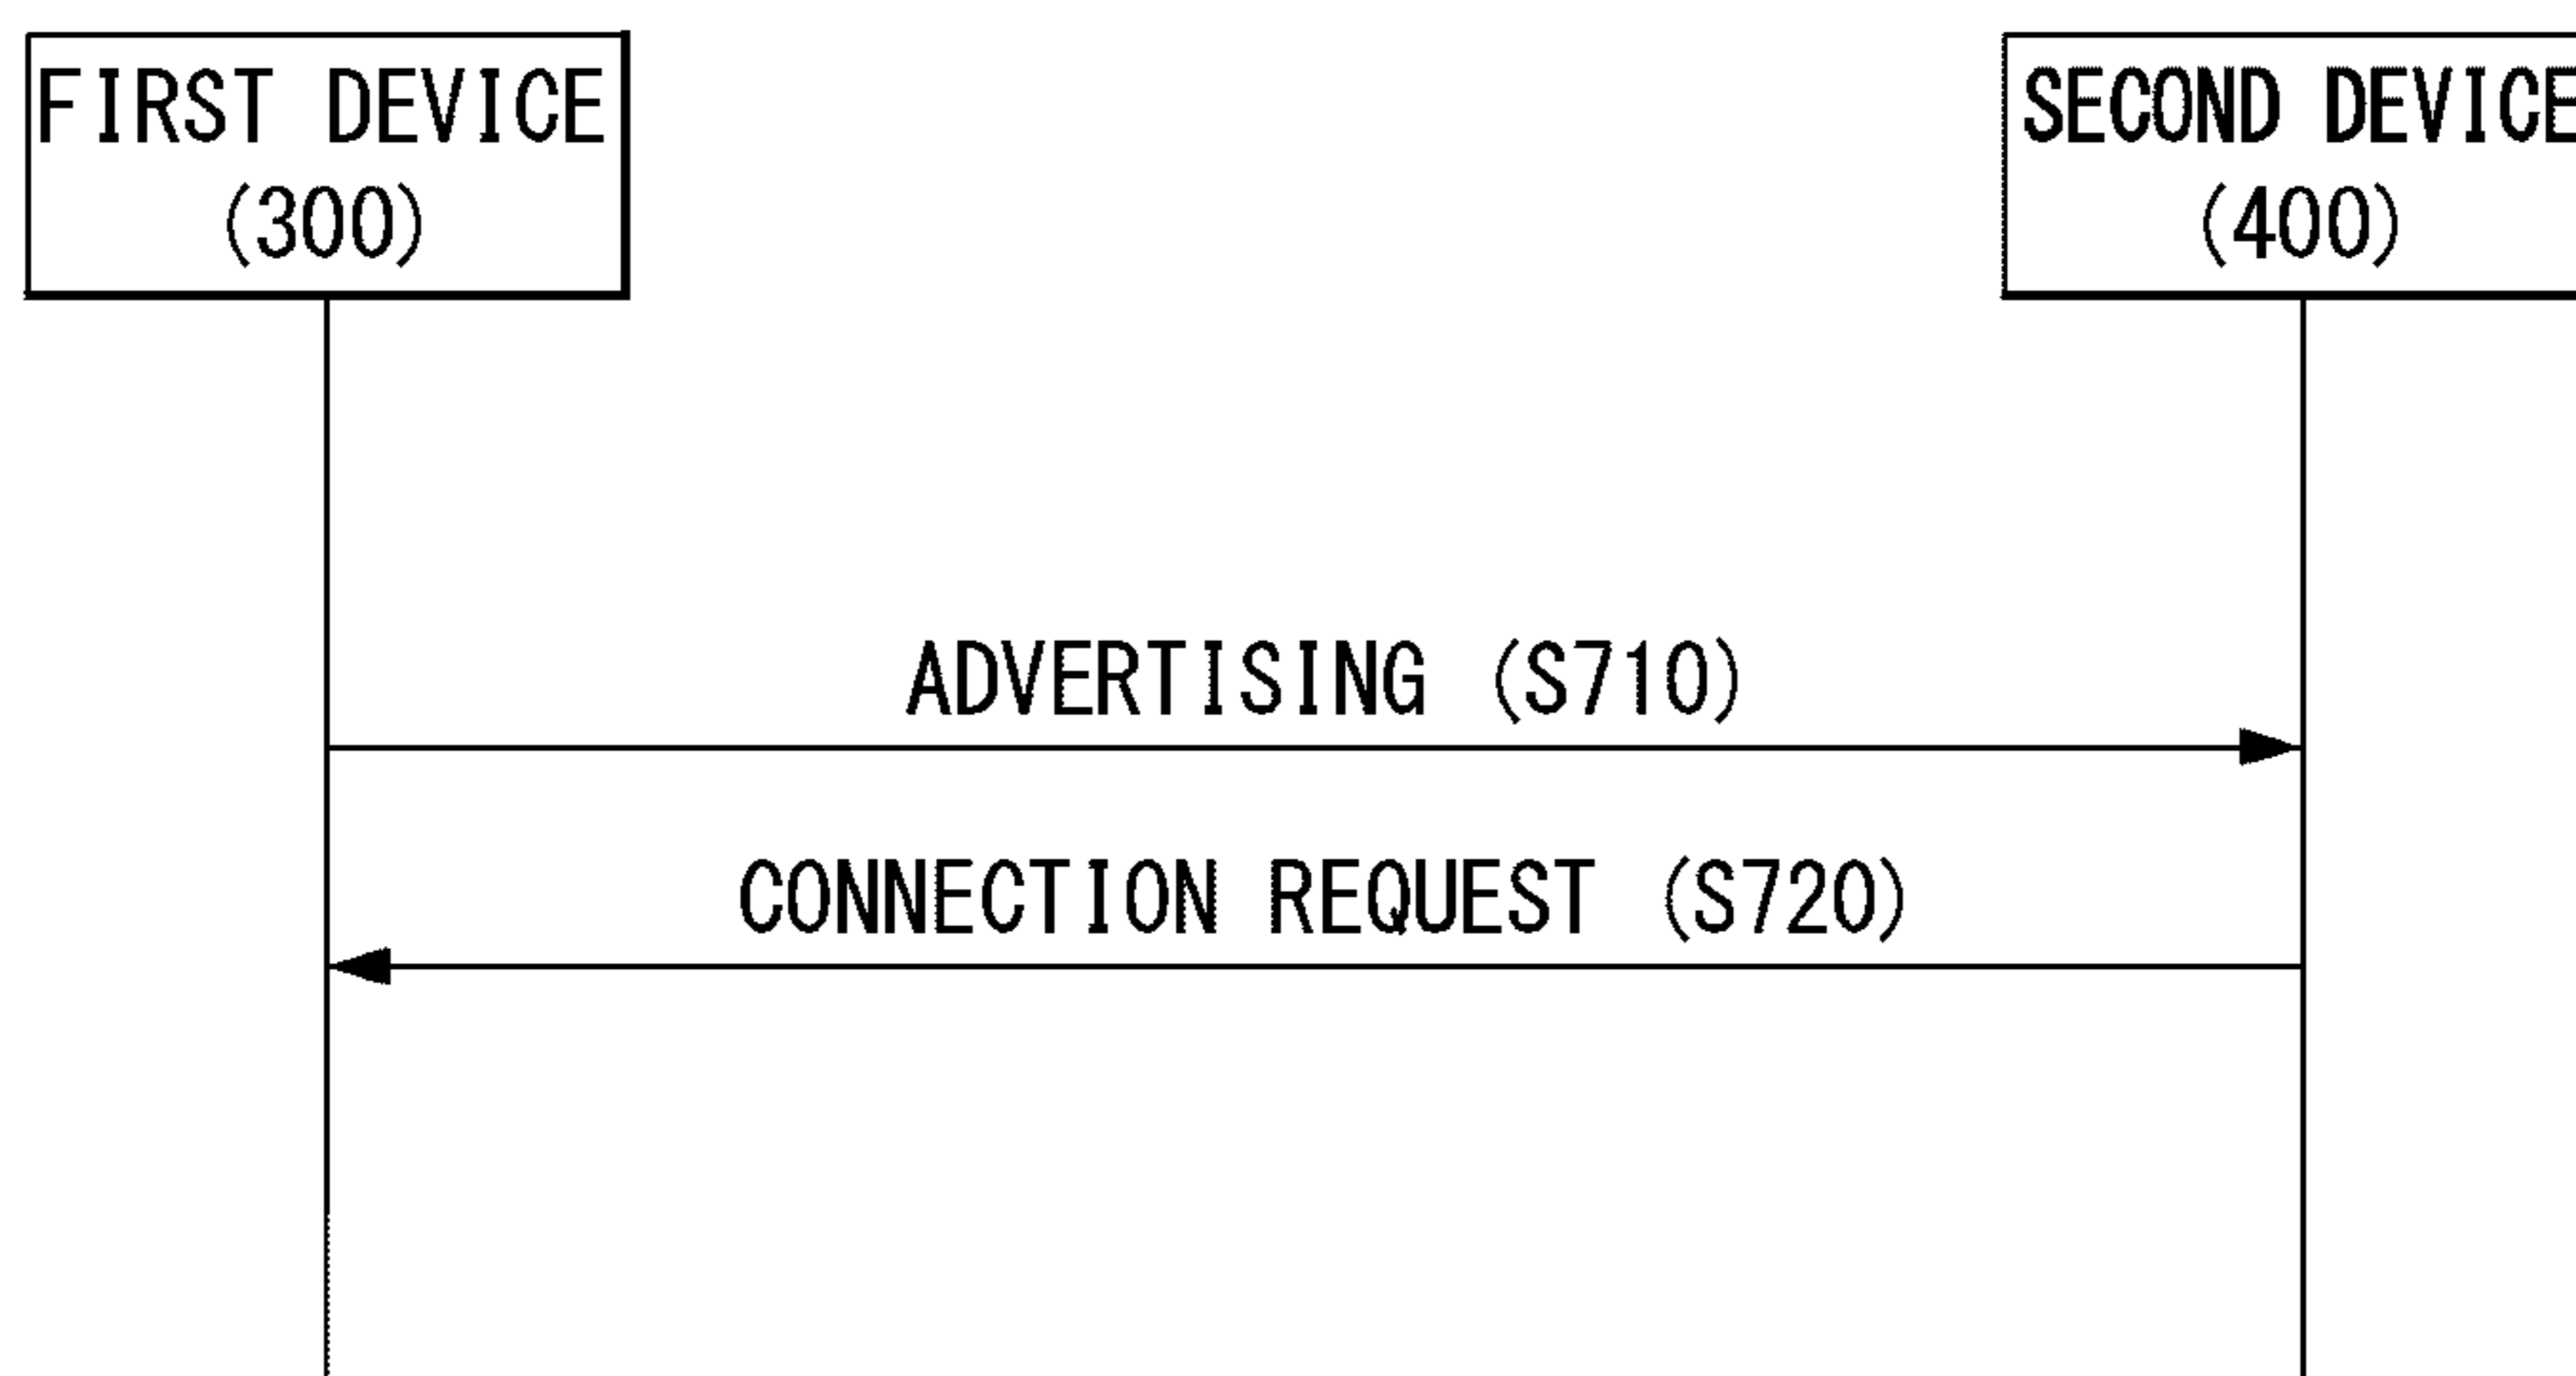 FIRST DEVICE
(300)
SECOND DEVICE
(400)
ADVERTISING (S710)
CONNECTION REQUEST (S720)